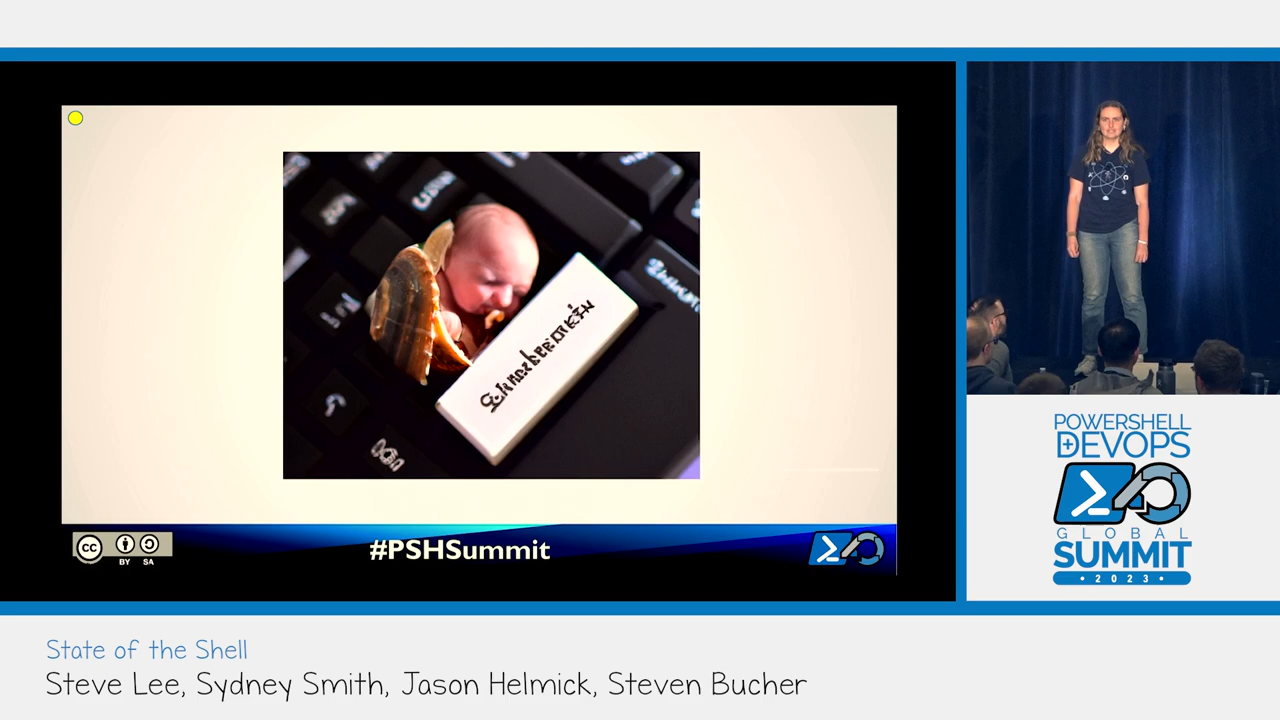 #PSHSummit
cc
BY SA
POWERSHELL
+DEVOPS
GLOBAL
SUMMIT
• 2023 •
State of the Shell
Steve Lee, Sydney Smith, Jason Helmick, Steven Bucher